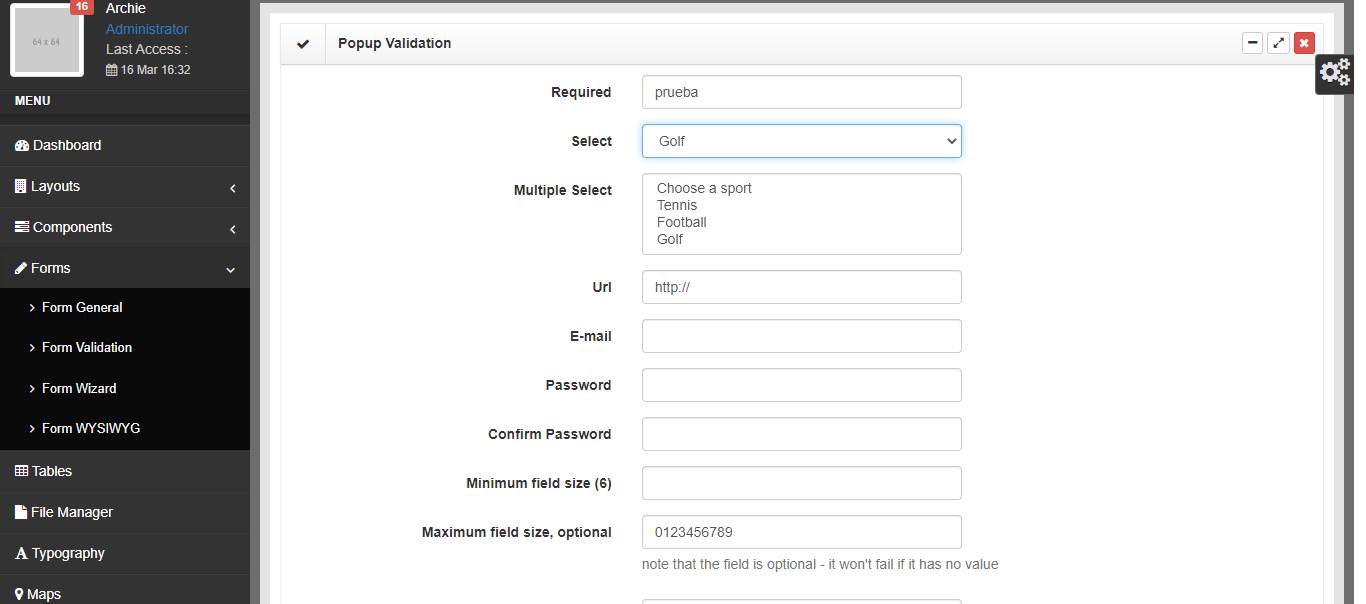 16
Archie
Administrator
64 x 64
Last Access :
16 Mar 16:32
MENU
Dashboard
Layouts
Components
Forms
Form General
Form Validation
Form Wizard
Form WYSIWYG
Tables
File Manager
Typography
Maps
Popup Validation
Required prueba
Select Golf
Multiple Select Choose a sport
Tennis
Football
Golf
Url http://
E-mail
Password
Confirm Password
Minimum field size (6)
Maximum field size, optional 0123456789
note that the field is optional - it won't fail if it has no value